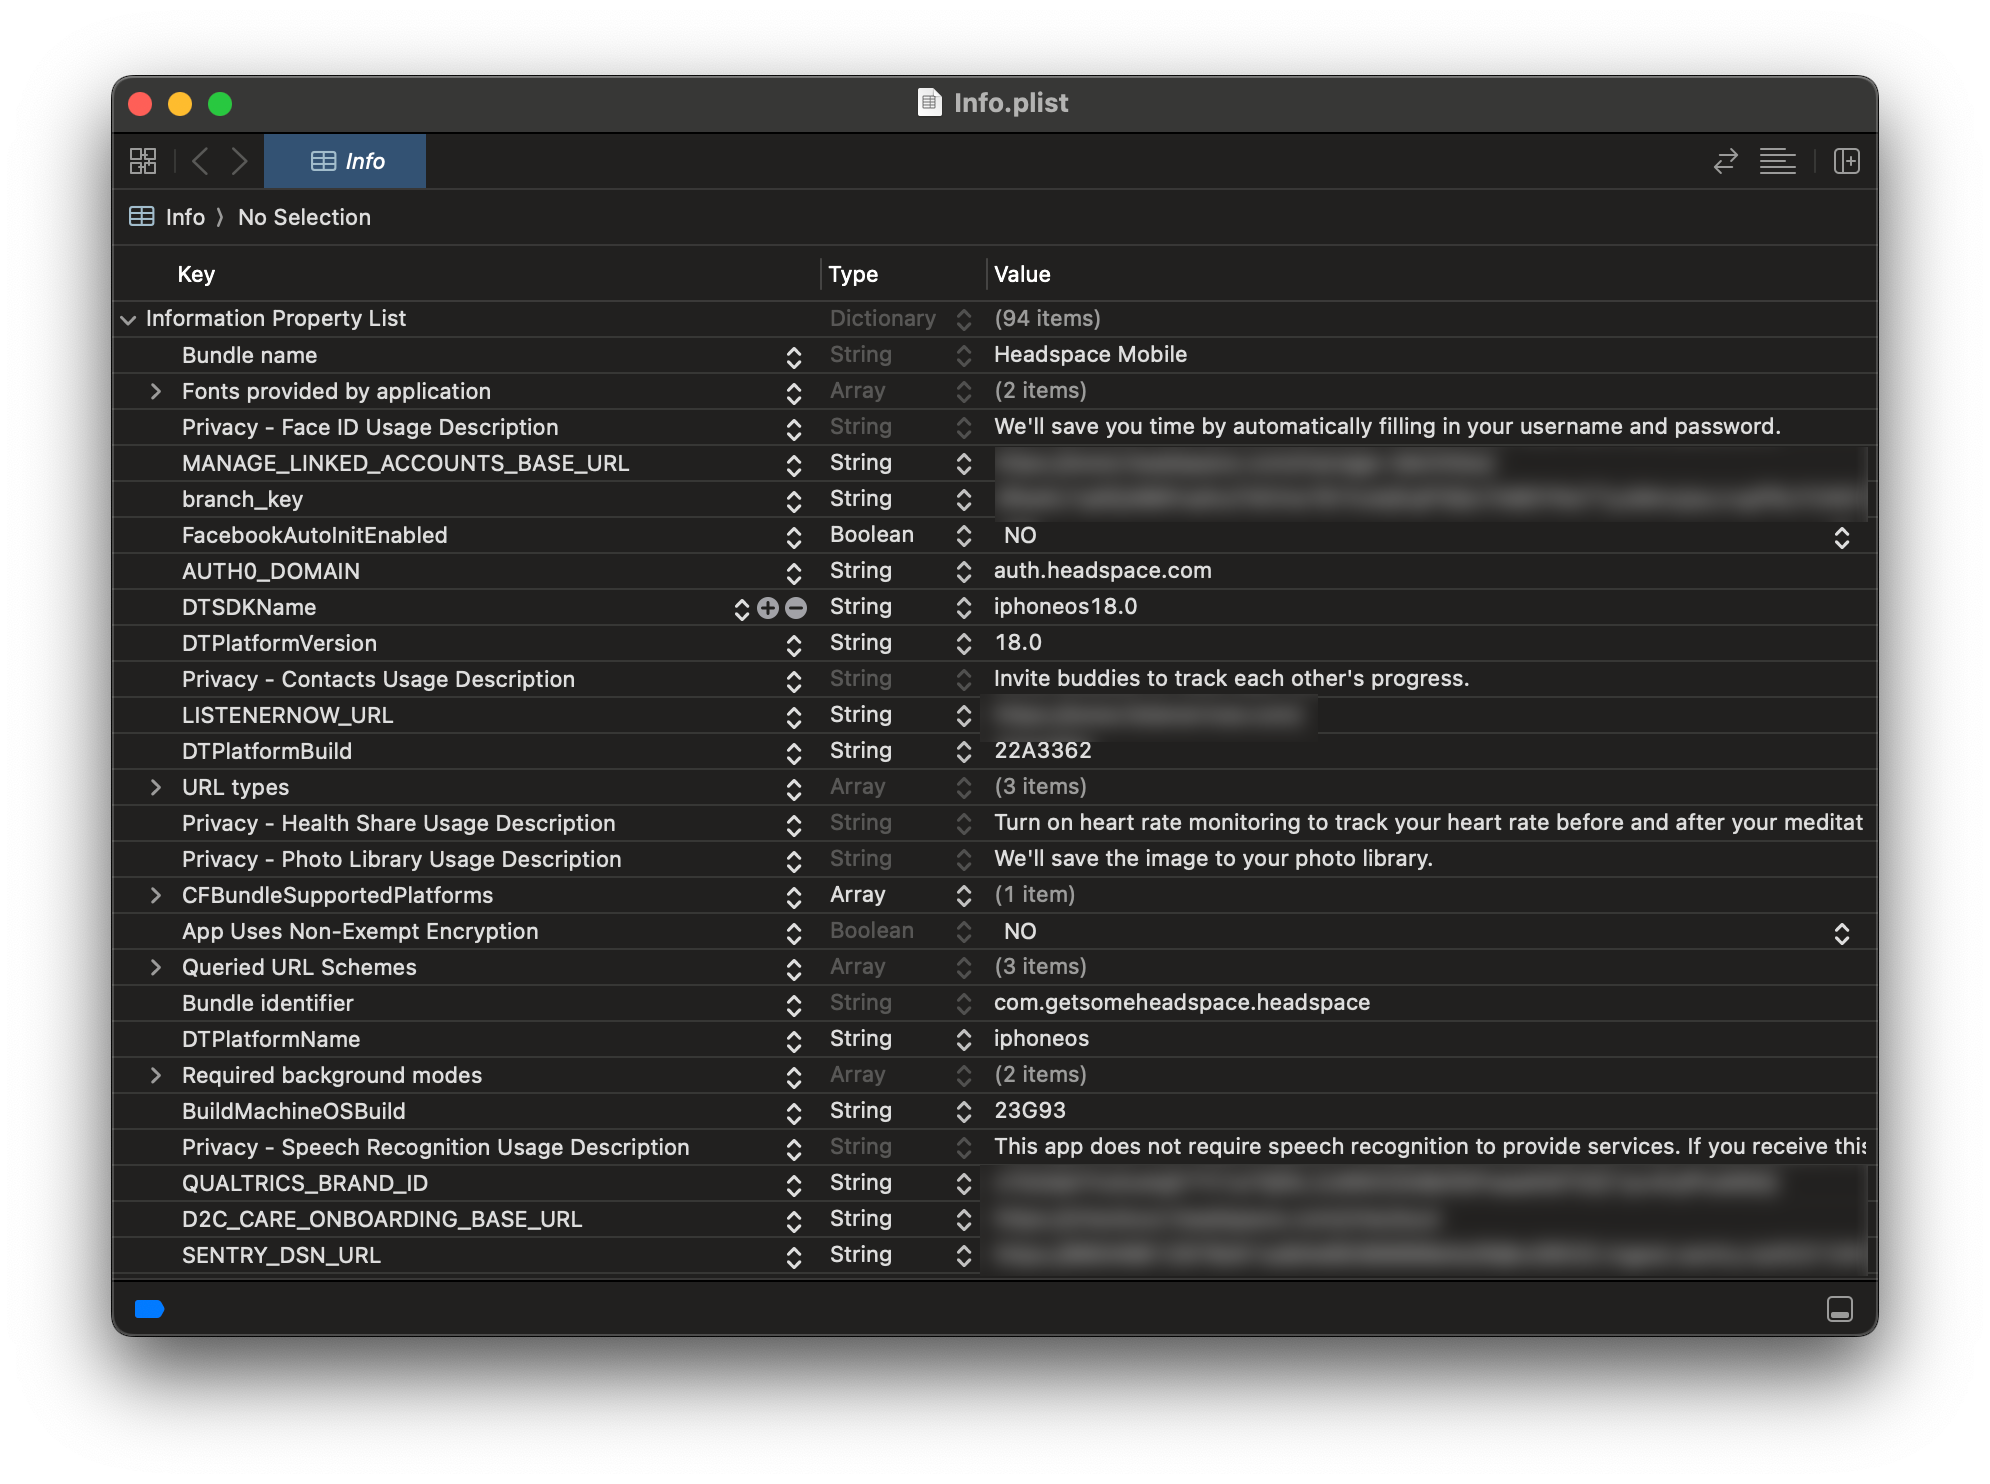 Info.plist
Info
Info 〉 No Selection
Key Type Value
Information Property List Dictionary (94 items)
Bundle name String Headspace Mobile
Fonts provided by application Array (2 items)
Privacy - Face ID Usage Description String We'll save you time by automatically filling in your username and password.
MANAGE_LINKED_ACCOUNTS_BASE_URL String
branch_key String
FacebookAutoInitEnabled Boolean NO
AUTH0_DOMAIN String auth.headspace.com
DTSDKName String iphoneos18.0
DTPlatformVersion String 18.0
Privacy - Contacts Usage Description String Invite buddies to track each other's progress.
LISTENERNOW_URL String
DTPlatformBuild String 22A3362
URL types Array (3 items)
Privacy - Health Share Usage Description String Turn on heart rate monitoring to track your heart rate before and after your meditat
Privacy - Photo Library Usage Description String We'll save the image to your photo library.
CFBundleSupportedPlatforms Array (1 item)
App Uses Non-Exempt Encryption Boolean NO
Queried URL Schemes Array (3 items)
Bundle identifier String com.getsomeheadspace.headspace
DTPlatformName String iphoneos
Required background modes Array (2 items)
BuildMachineOSBuild String 23G93
Privacy - Speech Recognition Usage Description String This app does not require speech recognition to provide services. If you receive this
QUALTRICS_BRAND_ID String
D2C_CARE_ONBOARDING_BASE_URL String
SENTRY_DSN_URL String